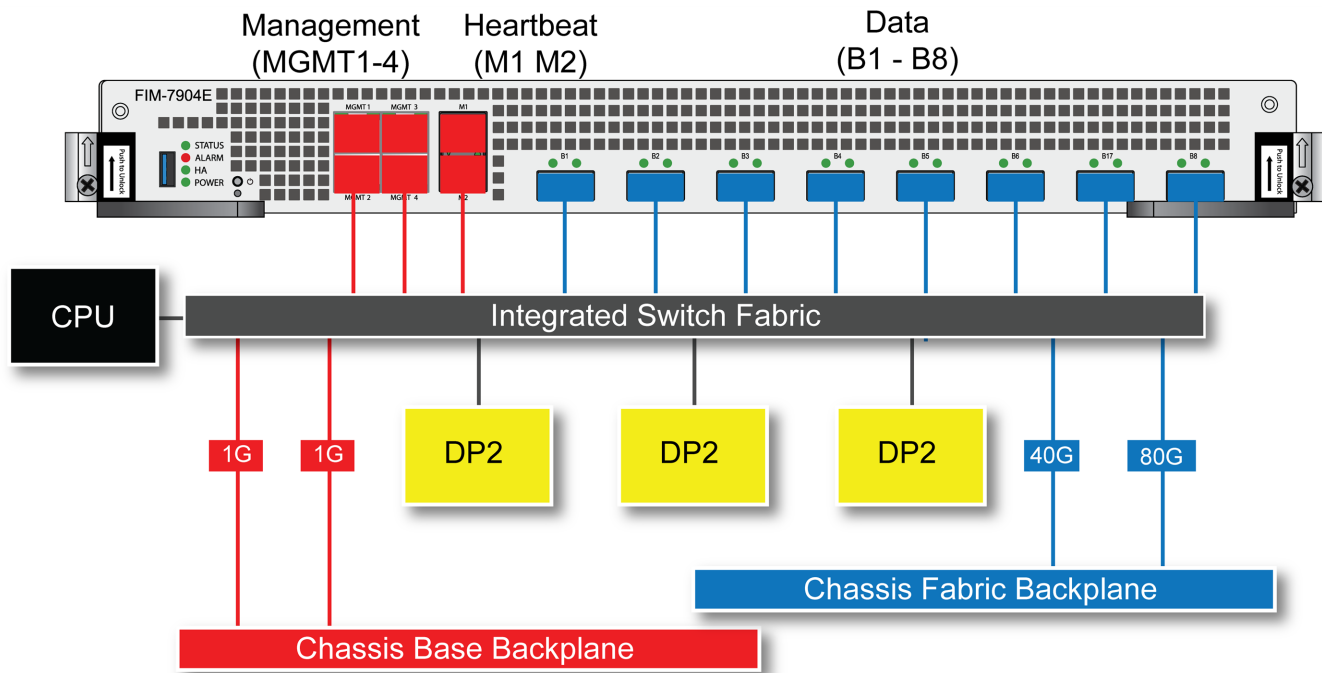 Management
(MGMT1-4)
Heartbeat
(M1 M2)
Data
(B1 - B8)
FIM-7904E
MGMT 1
MGMT 3
M1
STATUS
ALARM
HA
POWER
Push to Unlock
B1
B2
B3
B4
B5
B6
B17
B8
Push to Unlock
MGMT 2
MGMT 4
M2
CPU
Integrated Switch Fabric
1G
1G
DP2
DP2
DP2
40G
80G
Chassis Fabric Backplane
Chassis Base Backplane